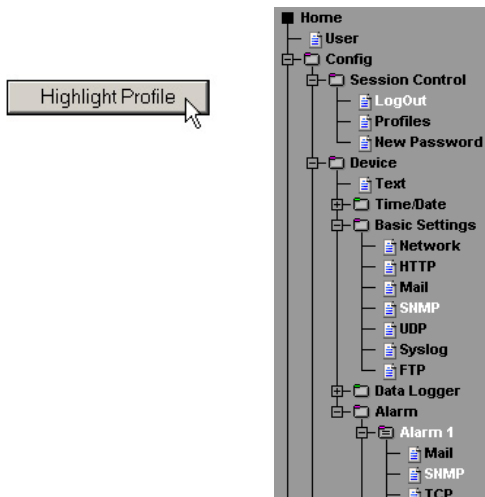 Highlight Profile
Home
User
Config
Session Control
LogOut
Profiles
New Password
Device
Text
Time/Date
Basic Settings
Network
HTTP
Mail
SNMP
UDP
Syslog
FTP
Data Logger
Alarm
Alarm 1
Mail
SNMP
TCP